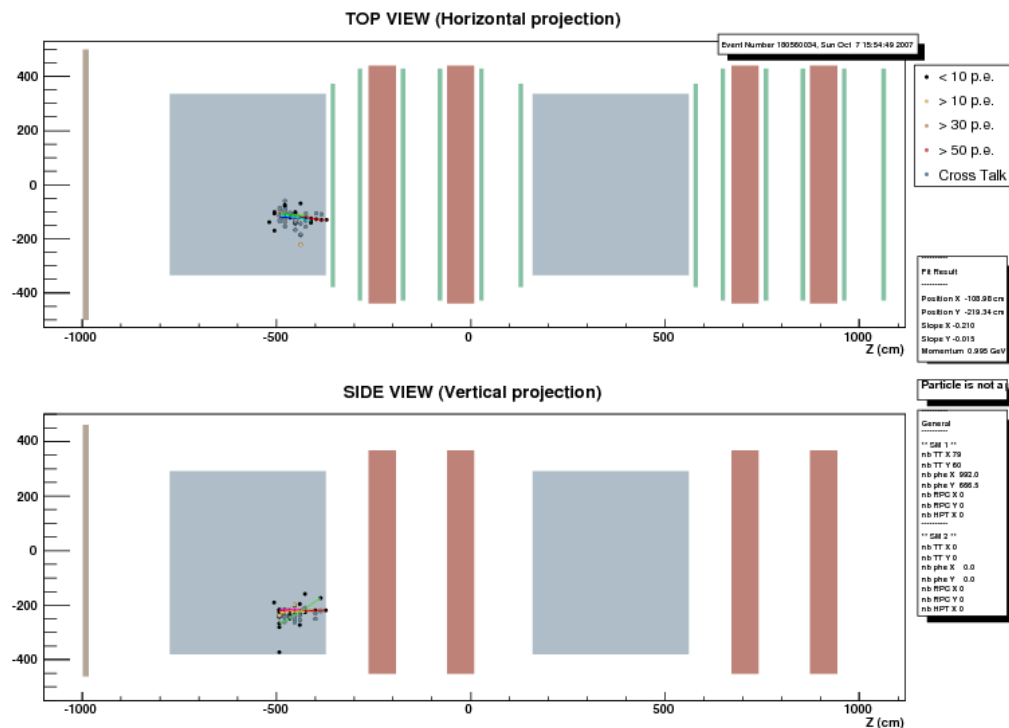 TOP VIEW (Horizontal projection)
Event Number 180560034, Sun Oct 7 15:54:49 2007
400
200
0
-200
-400
-1000
-500
0
500
1000
Z (cm)
< 10 p.e.
> 10 p.e.
> 30 p.e.
> 50 p.e.
Cross Talk
----------
Fit Result
----------
Position X -108.98 cm
Position Y -219.34 cm
Slope X -0.210
Slope Y -0.015
Momentum 0.995 GeV
SIDE VIEW (Vertical projection)
400
200
0
-200
-400
-1000
-500
0
500
1000
Z (cm)
Particle is not a
----------
General
----------
** SM 1 **
nb TT X 79
nb TT Y 60
nb phe X 992.0
nb phe Y 666.5
nb RPC X 0
nb RPC Y 0
nb HPT X 0
----------
** SM 2 **
nb TT X 0
nb TT Y 0
nb phe X 0.0
nb phe Y 0.0
nb RPC X 0
nb RPC Y 0
nb HPT X 0